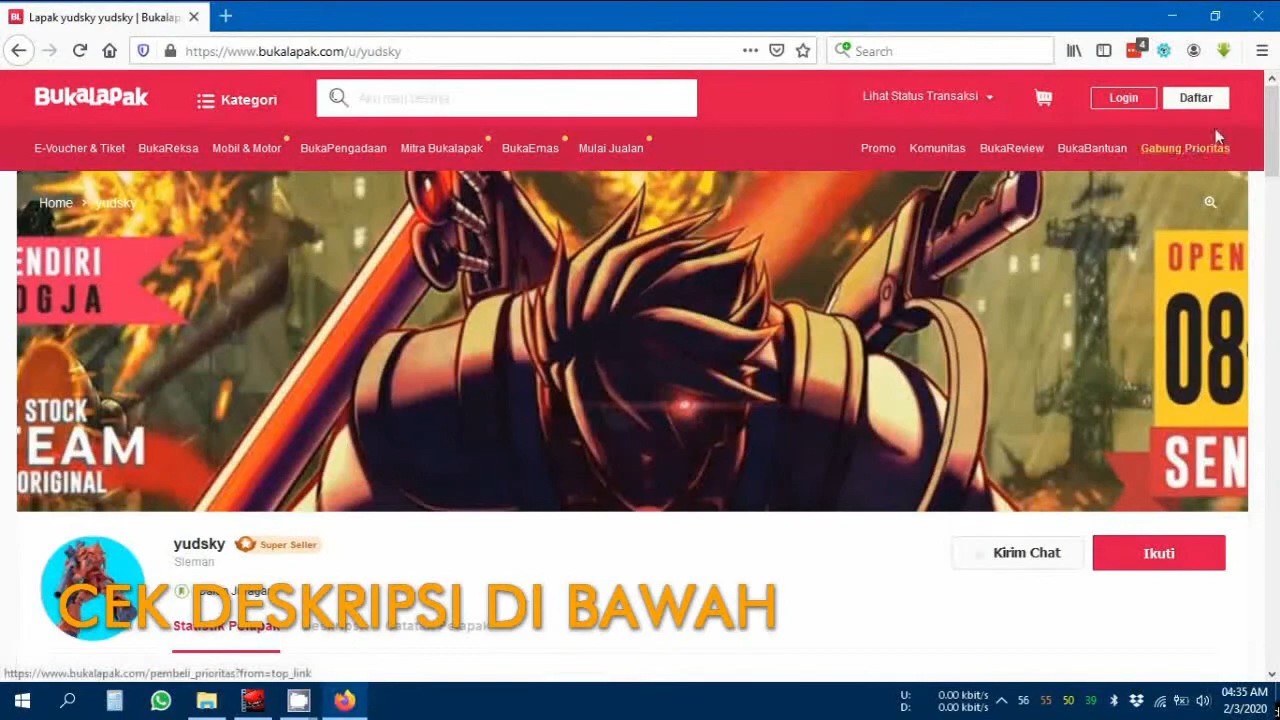 Lapak yudsky yudsky | Bukalap
https://www.bukalapak.com/u/yudsky
Search
4
BukaLapak
Kategori
Lihat Status Transaksi
Login
Daftar
E-Voucher & Tiket
BukaReksa
Mobil & Motor
BukaPengadaan
Mitra Bukalapak
BukaEmas
Mulai Jualan
Promo
Komunitas
BukaReview
BukaBantuan
Gabung Prioritas
Home > yudsky
ENDIRI
OGJA
STOCK
TEAM
ORIGINAL
OPEN
08
SEN
yudsky
Super Seller
Sleman
Kirim Chat
Ikuti
CEK DESKRIPSI DI BAWAH
Statistik Pelapak
https://www.bukalapak.com/pembeli_prioritas?from=top_link
U: 0.00 kbit/s
D: 0.00 kbit/s
56 55 50 39
04:35 AM
2/3/2020